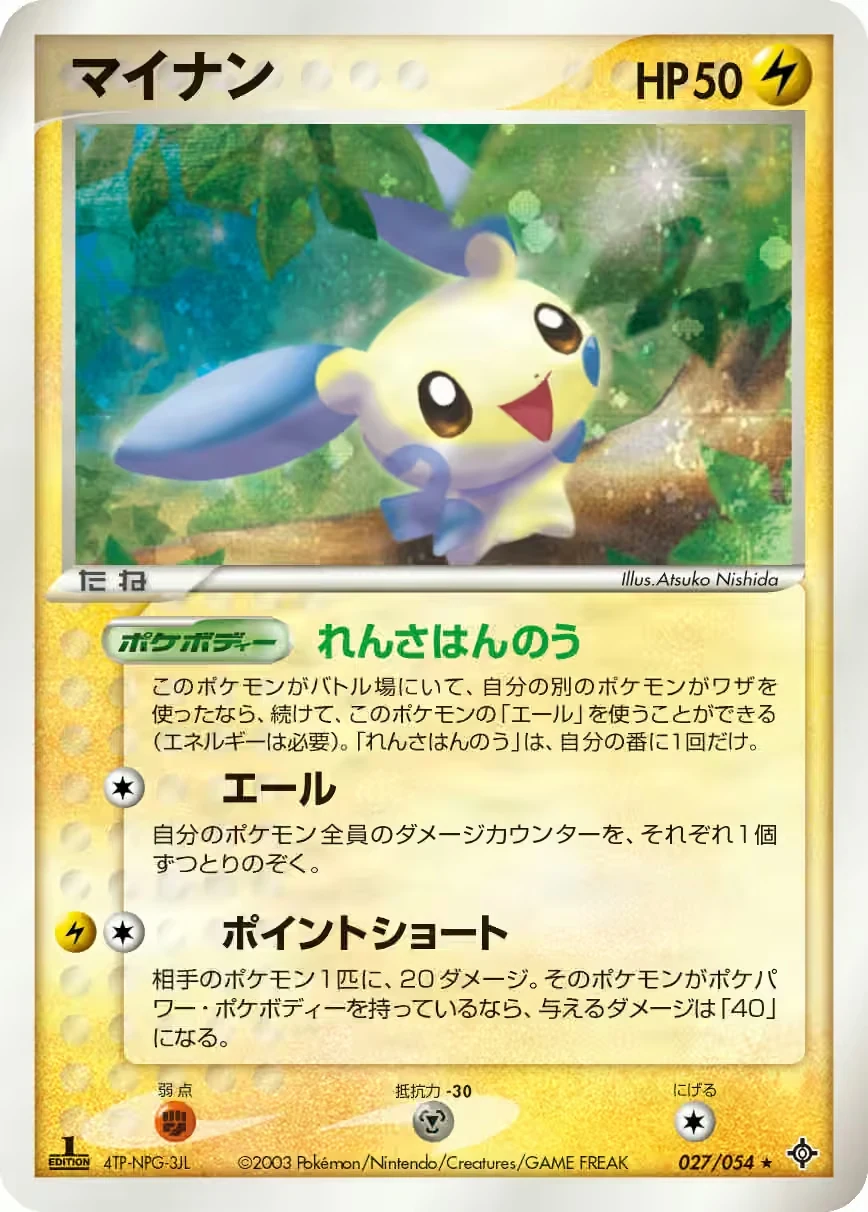 マイナン HP50
たね Illus.Atsuko Nishida
ポケボディー れんさはんのう
このポケモンがバトル場にいて、自分の別のポケモンがワザを
使ったなら、続けて、このポケモンの「エール」を使うことができる
(エネルギーは必要)。「れんさはんのう」は、自分の番に1回だけ。
エール
自分のポケモン全員のダメージカウンターを、それぞれ1個
ずつとりのぞく。
ポイントショート
相手のポケモン1匹に、20ダメージ。そのポケモンがポケパ
ワー・ポケボディーを持っているなら、与えるダメージは「40」
になる。
弱点 抵抗力 -30 にげる
1 EDITION 4TP-NPG-3JL ©2003 Pokémon/Nintendo/Creatures/GAME FREAK 027/054 ★